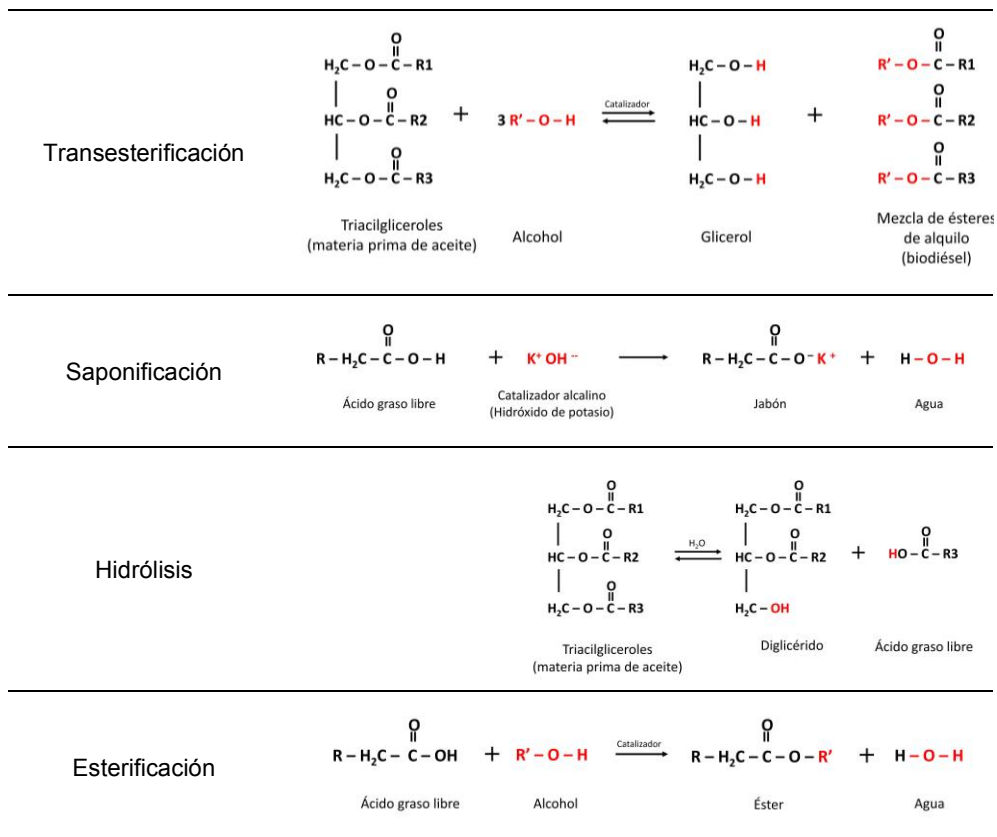 Transesterificación
O
H₂C – O – C – R1
O
HC – O – C – R2
O
H₂C – O – C – R3
Triacilgliceroles
(materia prima de aceite)
+
3 R' – O – H
Alcohol
Catalizador
H₂C – O – H
HC – O – H
H₂C – O – H
Glicerol
+
O
R' – O – C – R1
O
R' – O – C – R2
O
R' – O – C – R3
Mezcla de ésteres
de alquilo
(biodiésel)
Saponificación
O
R – H₂C – C – O – H
Ácido graso libre
+
K⁺ OH⁻
Catalizador alcalino
(Hidróxido de potasio)
O
R – H₂C – C – O⁻ K⁺
Jabón
+
H – O – H
Agua
Hidrólisis
O
H₂C – O – C – R1
O
HC – O – C – R2
O
H₂C – O – C – R3
Triacilgliceroles
(materia prima de aceite)
H₂O
O
H₂C – O – C – R1
O
HC – O – C – R2
H₂C – OH
Diglicérido
+
O
HO – C – R3
Ácido graso libre
Esterificación
O
R – H₂C – C – OH
Ácido graso libre
+
R' – O – H
Alcohol
Catalizador
O
R – H₂C – C – O – R'
Éster
+
H – O – H
Agua